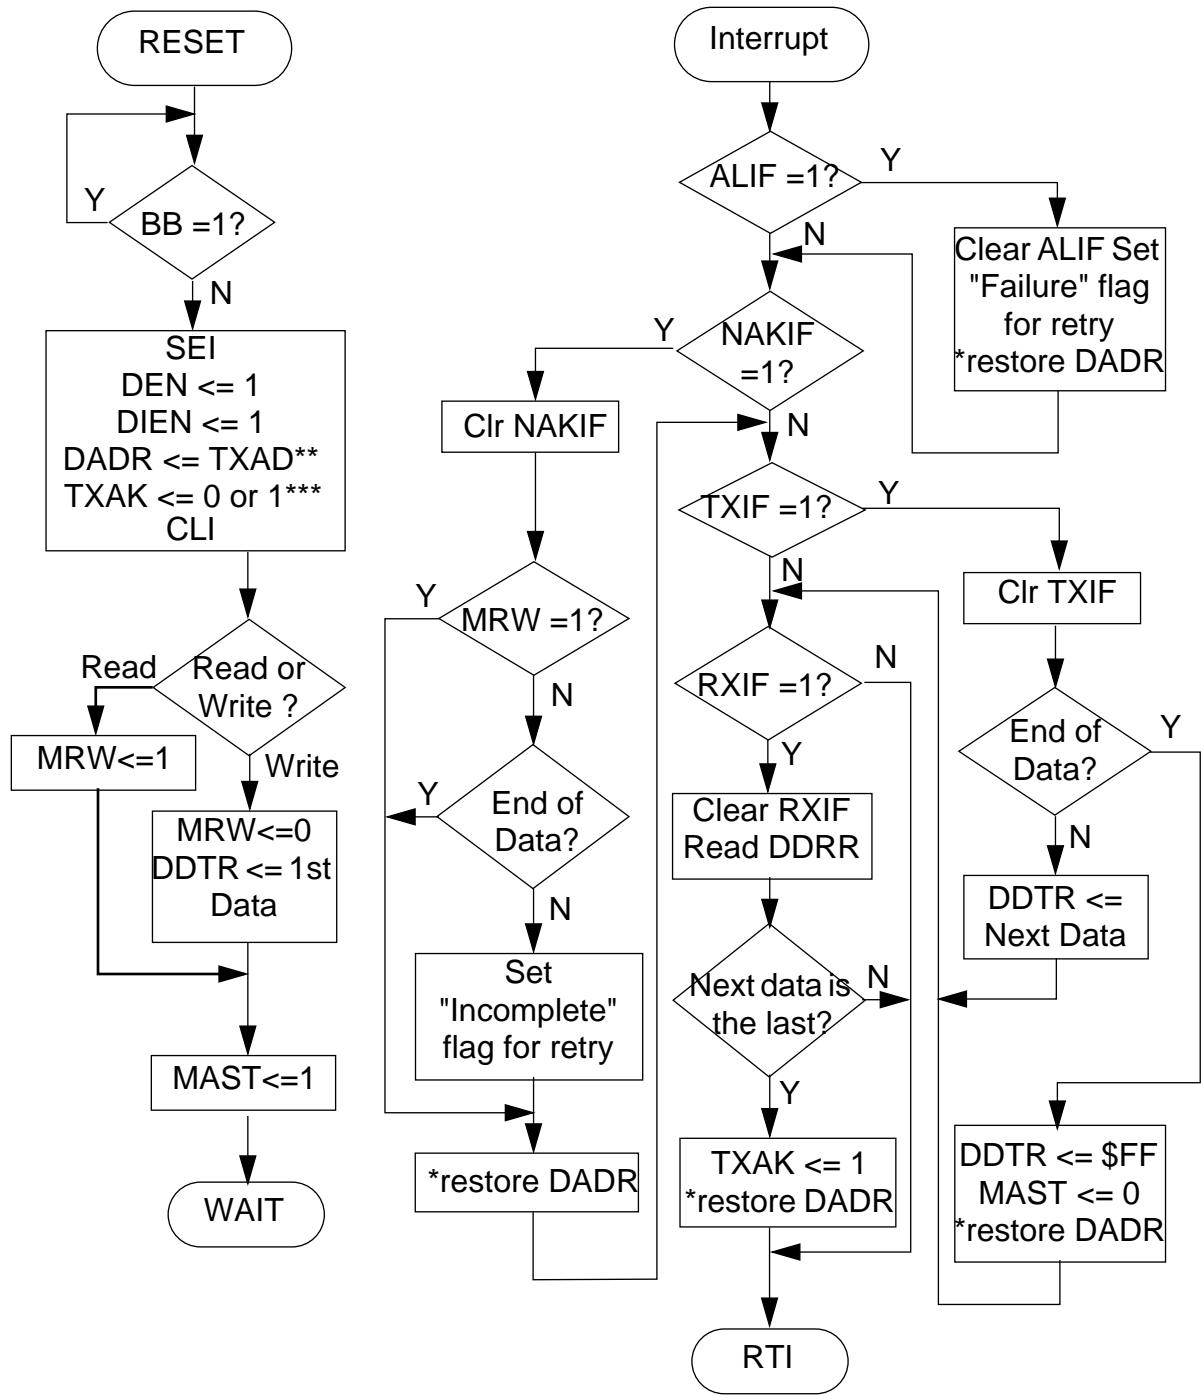 RESET
Y
BB =1?
N
SEI
DEN <= 1
DIEN <= 1
DADR <= TXAD**
TXAK <= 0 or 1***
CLI
Read
Read or
Write ?
MRW<=1
Write
MRW<=0
DDTR <= 1st
Data
MAST<=1
WAIT
Interrupt
ALIF =1?
Y
N
Clear ALIF Set
"Failure" flag
for retry
*restore DADR
Y
NAKIF
=1?
N
Clr NAKIF
Y
MRW =1?
N
Y
End of
Data?
N
Set
"Incomplete"
flag for retry
*restore DADR
TXIF =1?
Y
N
Clr TXIF
RXIF =1?
N
Y
End of
Data?
Y
N
Clear RXIF
Read DDRR
DDTR <=
Next Data
Next data is
the last?
N
Y
TXAK <= 1
*restore DADR
DDTR <= $FF
MAST <= 0
*restore DADR
RTI